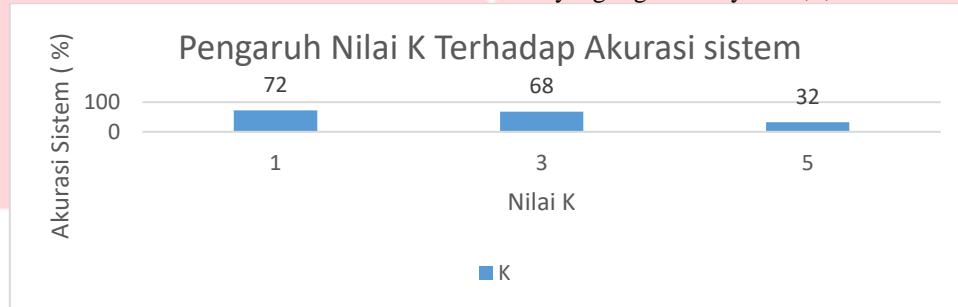 Pengaruh Nilai K Terhadap Akurasi sistem
Akurasi Sistem ( %)
100
0
72
68
32
1
3
5
Nilai K
K